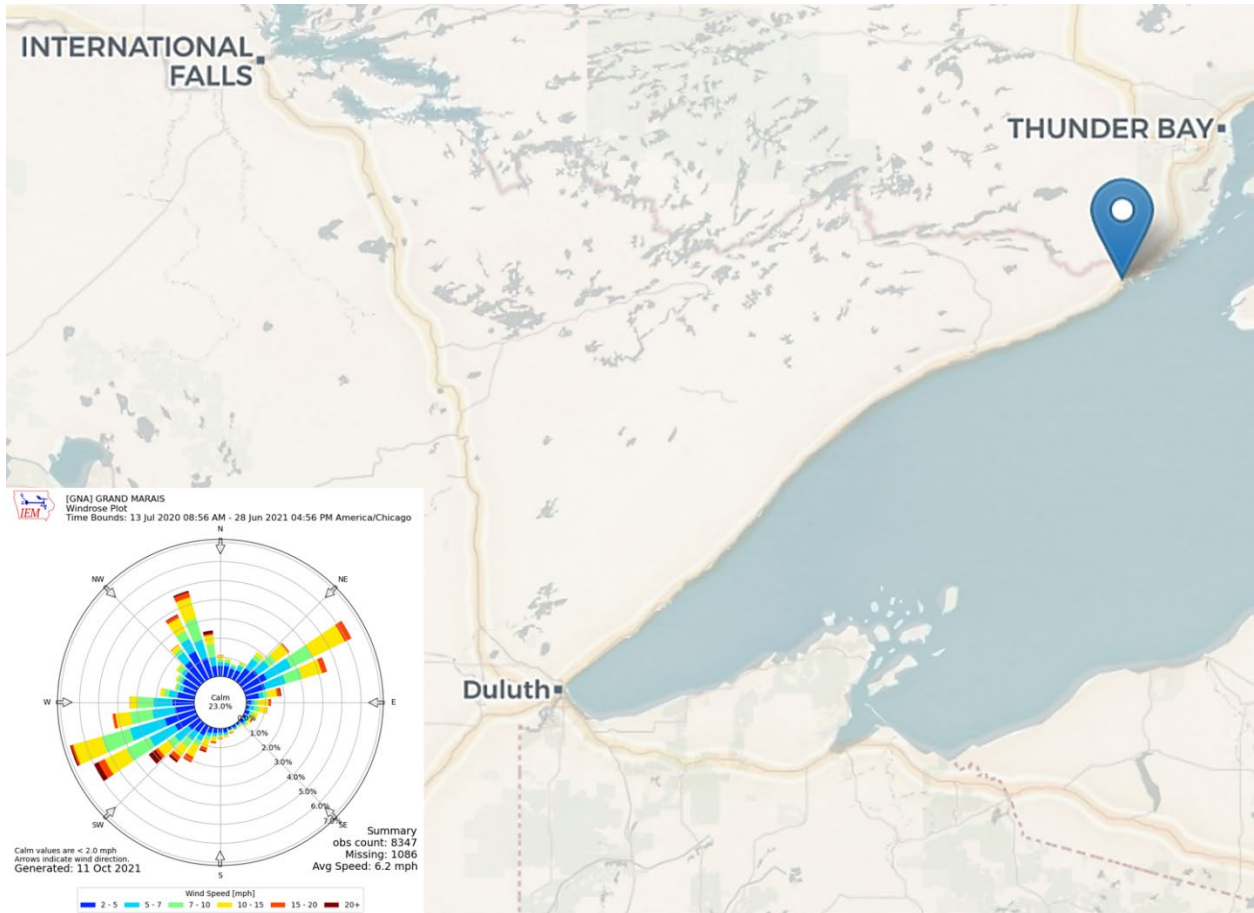 INTERNATIONAL
FALLS
THUNDER BAY
Duluth
IEM
[GNA] GRAND MARAIS
Windrose Plot
Time Bounds: 13 Jul 2020 08:56 AM - 28 Jun 2021 04:56 PM America/Chicago
N
NW
NE
W
Calm
23.0%
E
0.0%
1.0%
2.0%
3.0%
4.0%
5.0%
6.0%
7.0%
SW
SE
S
Calm values are < 2.0 mph
Arrows indicate wind direction.
Generated: 11 Oct 2021
Summary
obs count: 8347
Missing: 1086
Avg Speed: 6.2 mph
Wind Speed [mph]
2 - 5
5 - 7
7 - 10
10 - 15
15 - 20
20+